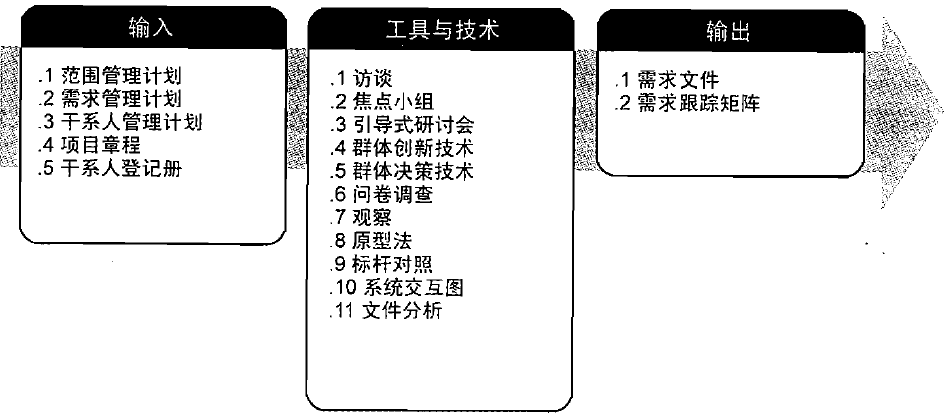 输入
.1 范围管理计划
.2 需求管理计划
.3 干系人管理计划
.4 项目章程
.5 干系人登记册
工具与技术
.1 访谈
.2 焦点小组
.3 引导式研讨会
.4 群体创新技术
.5 群体决策技术
.6 问卷调查
.7 观察
.8 原型法
.9 标杆对照
.10 系统交互图
.11 文件分析
输出
.1 需求文件
.2 需求跟踪矩阵